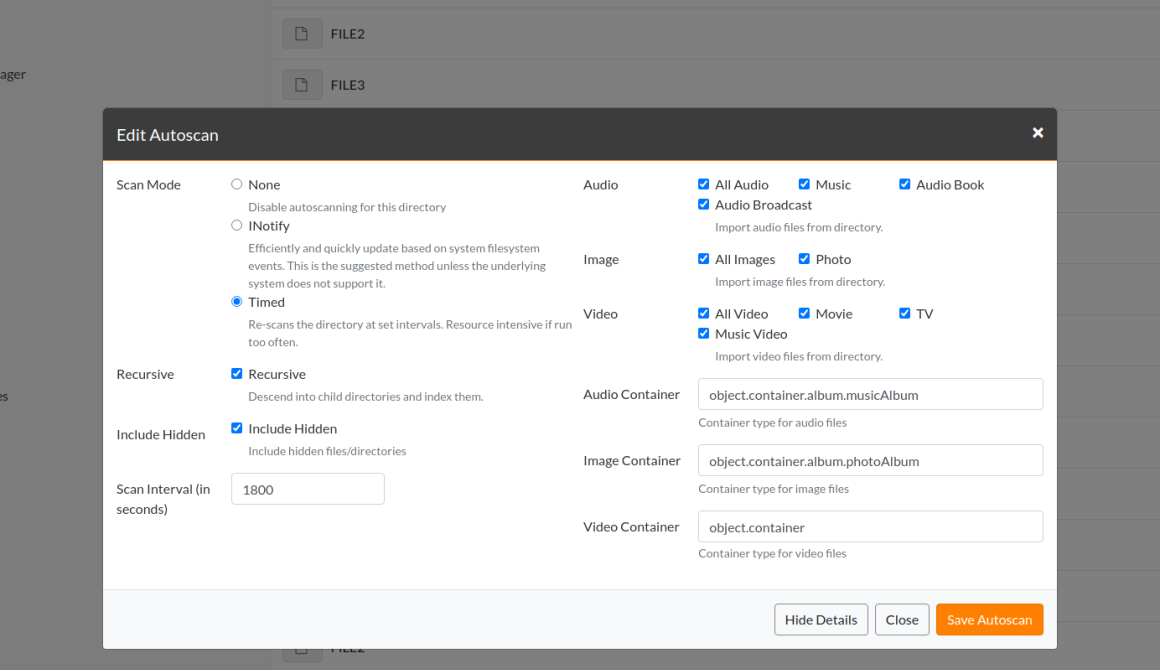 FILE2
ager
FILE3
Edit Autoscan
Scan Mode
None
Disable autoscanning for this directory
INotify
Efficiently and quickly update based on system filesystem
events. This is the suggested method unless the underlying
system does not support it.
Timed
Re-scans the directory at set intervals. Resource intensive if run
too often.
Recursive
Recursive
Descend into child directories and index them.
Include Hidden
Include Hidden
Include hidden files/directories
Scan Interval (in
seconds)
1800
Audio
All Audio Music Audio Book
Audio Broadcast
Import audio files from directory.
Image
All Images Photo
Import image files from directory.
Video
All Video Movie TV
Music Video
Import video files from directory.
Audio Container
object.container.album.musicAlbum
Container type for audio files
Image Container
object.container.album.photoAlbum
Container type for image files
Video Container
object.container
Container type for video files
es
Hide Details Close Save Autoscan
FILE2